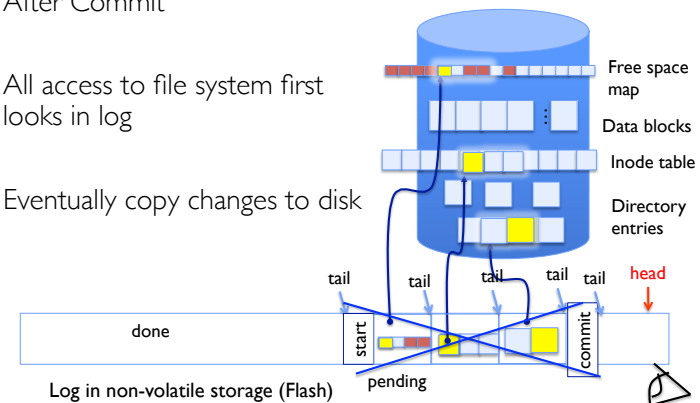 After Commit
All access to file system first
looks in log
Eventually copy changes to disk
Free space
map
Data blocks
Inode table
Directory
entries
tail
tail
tail
tail
tail
head
done
start
commit
pending
Log in non-volatile storage (Flash)